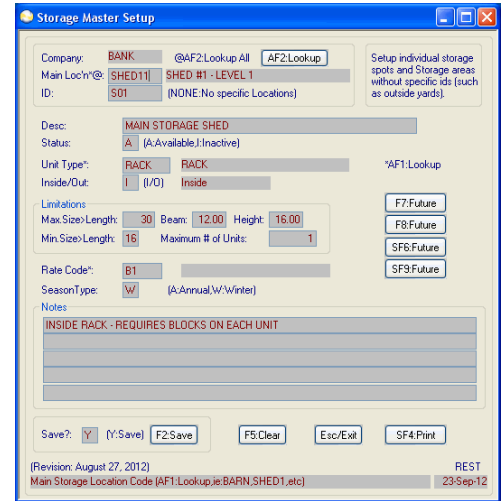 Storage Master Setup
Company: BANK @AF2:Lookup All AF2:Lookup
Main Loc'n*@: SHED11 SHED #1 - LEVEL 1
ID: S01 (NONE:No specific Locations)
Setup individual storage
spots and Storage areas
without specific ids (such
as outside yards).
Desc: MAIN STORAGE SHED
Status: A (A:Available,I:Inactive)
Unit Type*: RACK RACK *AF1:Lookup
Inside/Out: I (I/O) Inside
F7:Future
Limitations
Max.Size>Length: 30 Beam: 12.00 Height: 16.00
F8:Future
Min.Size>Length: 16 Maximum # of Units: 1
SF6:Future
Rate Code*: B1
SF9:Future
SeasonType: W (A:Annual,W:Winter)
Notes
INSIDE RACK - REQUIRES BLOCKS ON EACH UNIT
Save?: Y (Y:Save) F2:Save F5:Clear Esc/Exit SF4:Print
(Revision: August 27, 2012) REST
Main Storage Location Code (AF1:Lookup,ie:BARN,SHED1,etc) 23-Sep-12